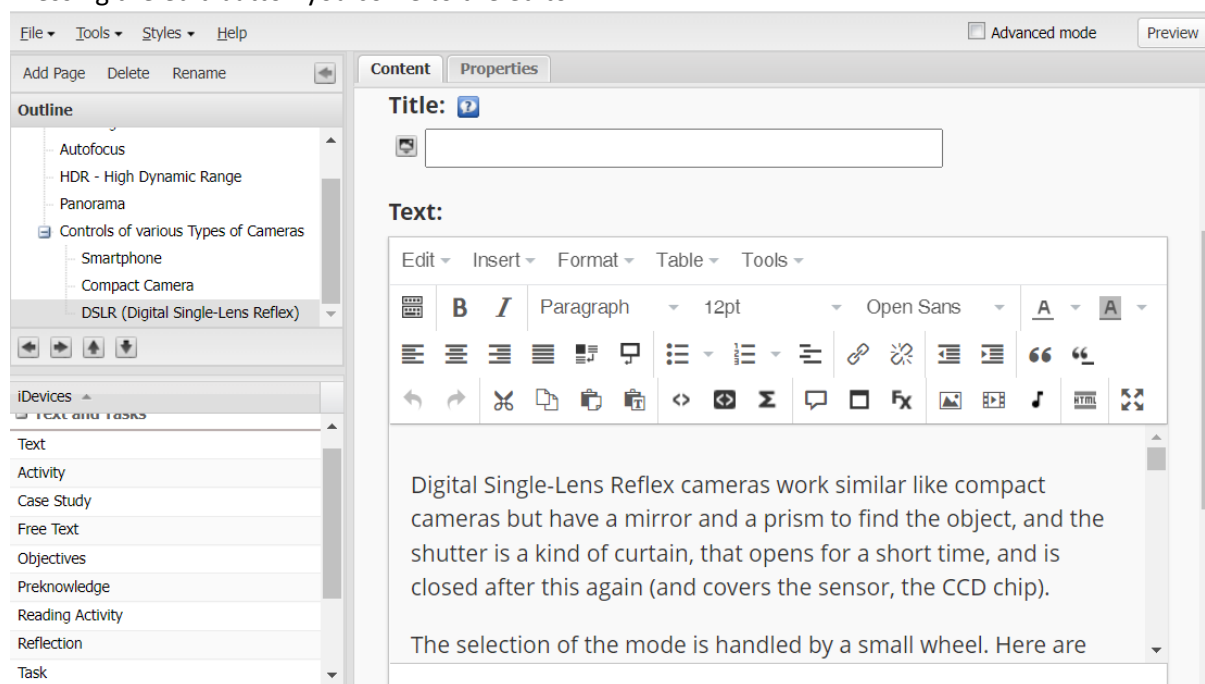 File Tools Styles Help
Advanced mode
Preview
Add Page Delete Rename
Outline
Autofocus
HDR - High Dynamic Range
Panorama
Controls of various Types of Cameras
Smartphone
Compact Camera
DSLR (Digital Single-Lens Reflex)
iDevices
Text and Tasks
Text
Activity
Case Study
Free Text
Objectives
Preknowledge
Reading Activity
Reflection
Task
Content Properties
Title:
Text:
Edit Insert Format Table Tools
B I Paragraph 12pt Open Sans A A
HTML
Digital Single-Lens Reflex cameras work similar like compact
cameras but have a mirror and a prism to find the object, and the
shutter is a kind of curtain, that opens for a short time, and is
closed after this again (and covers the sensor, the CCD chip).
The selection of the mode is handled by a small wheel. Here are